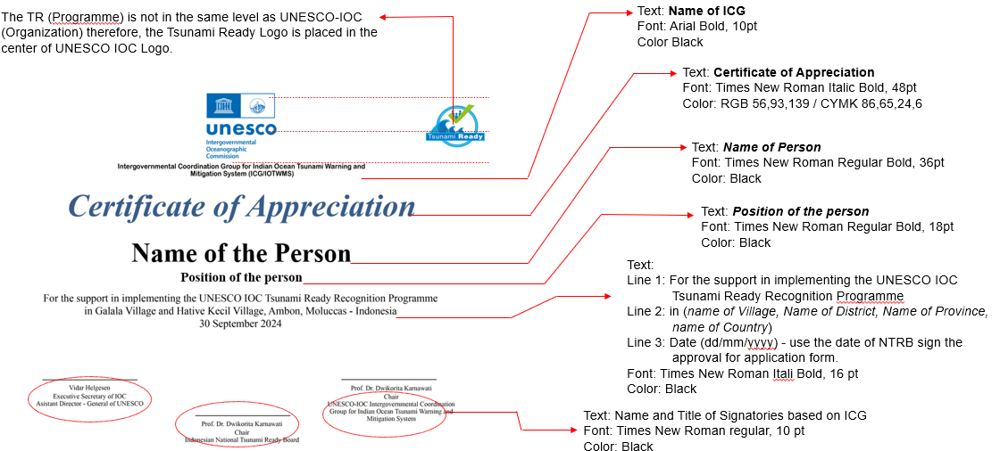 The TR (Programme) is not in the same level as UNESCO-IOC
(Organization) therefore, the Tsunami Ready Logo is placed in the
center of UNESCO IOC Logo.
unesco
Intergovernmental
Oceanographic
Commission
Tsunami Ready
Intergovernmental Coordination Group for Indian Ocean Tsunami Warning and
Mitigation System (ICG/IOTWMS)
Certificate of Appreciation
Name of the Person
Position of the person
For the support in implementing the UNESCO IOC Tsunami Ready Recognition Programme
in Galala Village and Hative Kecil Village, Ambon, Moluccas - Indonesia
30 September 2024
Vidar Helgesen
Executive Secretary of IOC
Asistant Director - General of UNESCO
Prof. Dr. Dwikorita Karnawati
Chair
Indonesian National Tsunami Ready Board
Prof. Dr. Dwikorita Karnawati
Chair
UNESCO-IOC Intergovernmental Coordination
Group for Indian Ocean Tsunami Warning and
Mitigation System
Text: Name of ICG
Font: Arial Bold, 10pt
Color Black
Text: Certificate of Appreciation
Font: Times New Roman Italic Bold, 48pt
Color: RGB 56,93,139 / CYMK 86,65,24,6
Text: Name of Person
Font: Times New Roman Regular Bold, 36pt
Color: Black
Text: Position of the person
Font: Times New Roman Regular Bold, 18pt
Color: Black
Text:
Line 1: For the support in implementing the UNESCO IOC
Tsunami Ready Recognition Programme
Line 2: in (name of Village, Name of District, Name of Province,
name of Country)
Line 3: Date (dd/mm/yyyy) - use the date of NTRB sign the
approval for application form.
Font: Times New Roman Itali Bold, 16 pt
Color: Black
Text: Name and Title of Signatories based on ICG
Font: Times New Roman regular, 10 pt
Color: Black